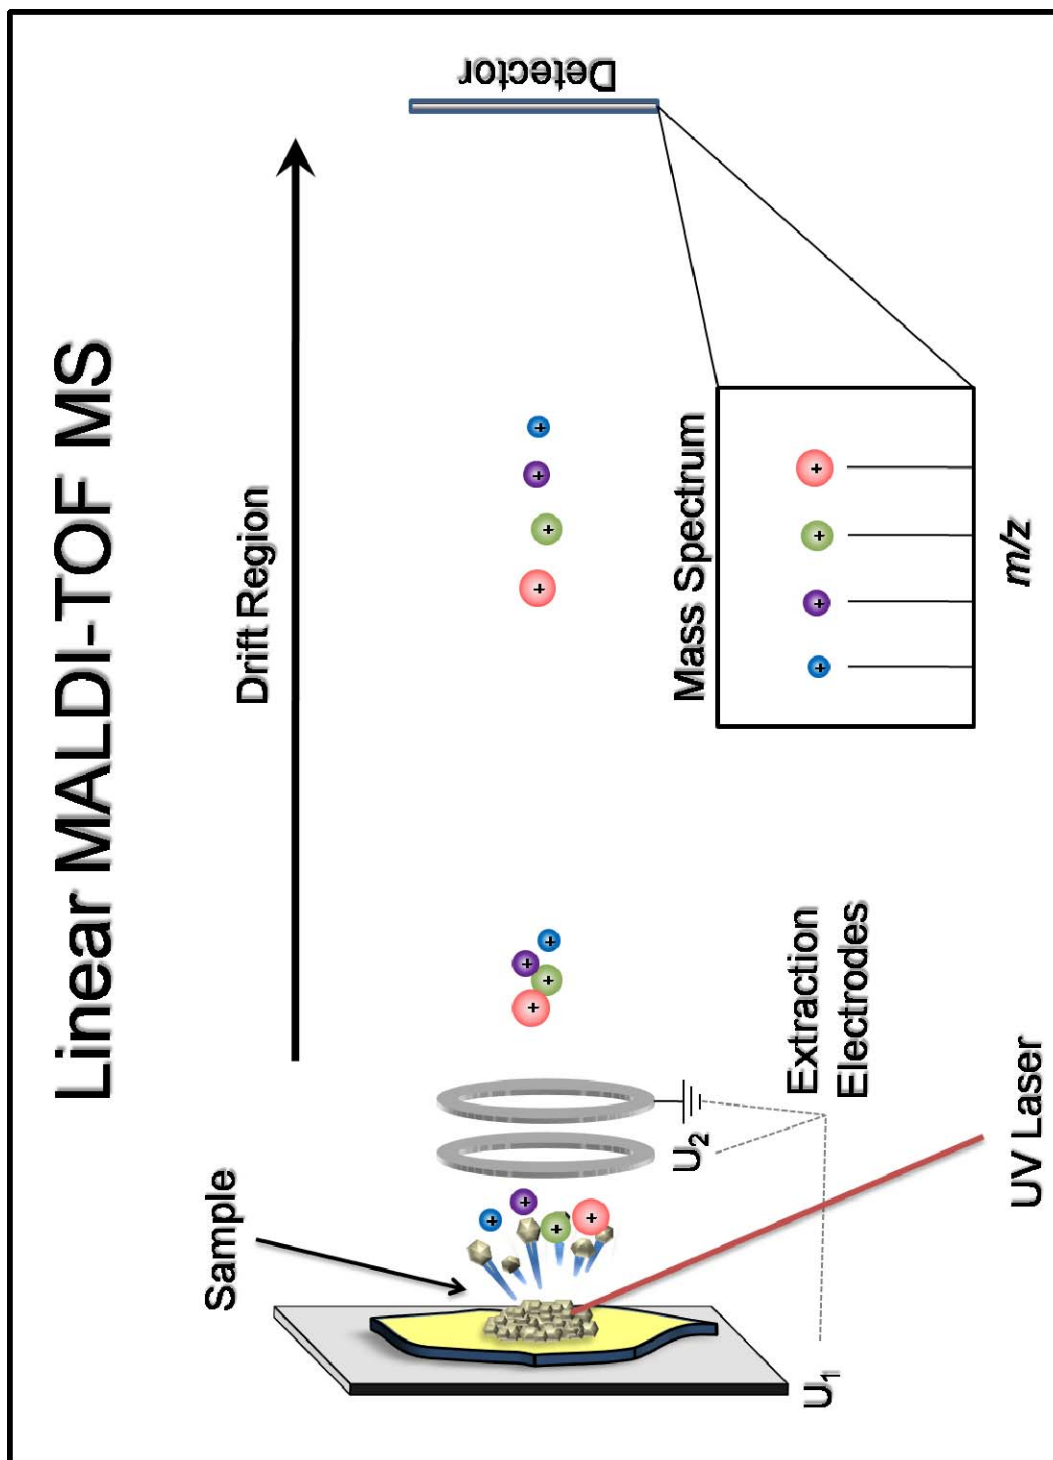 Linear MALDI-TOF MS
Drift Region
Sample
Detector
U1
U2
Extraction
Electrodes
UV Laser
Mass Spectrum
+ + + +
+ + + +
+ + + +
+ + + +
m/z